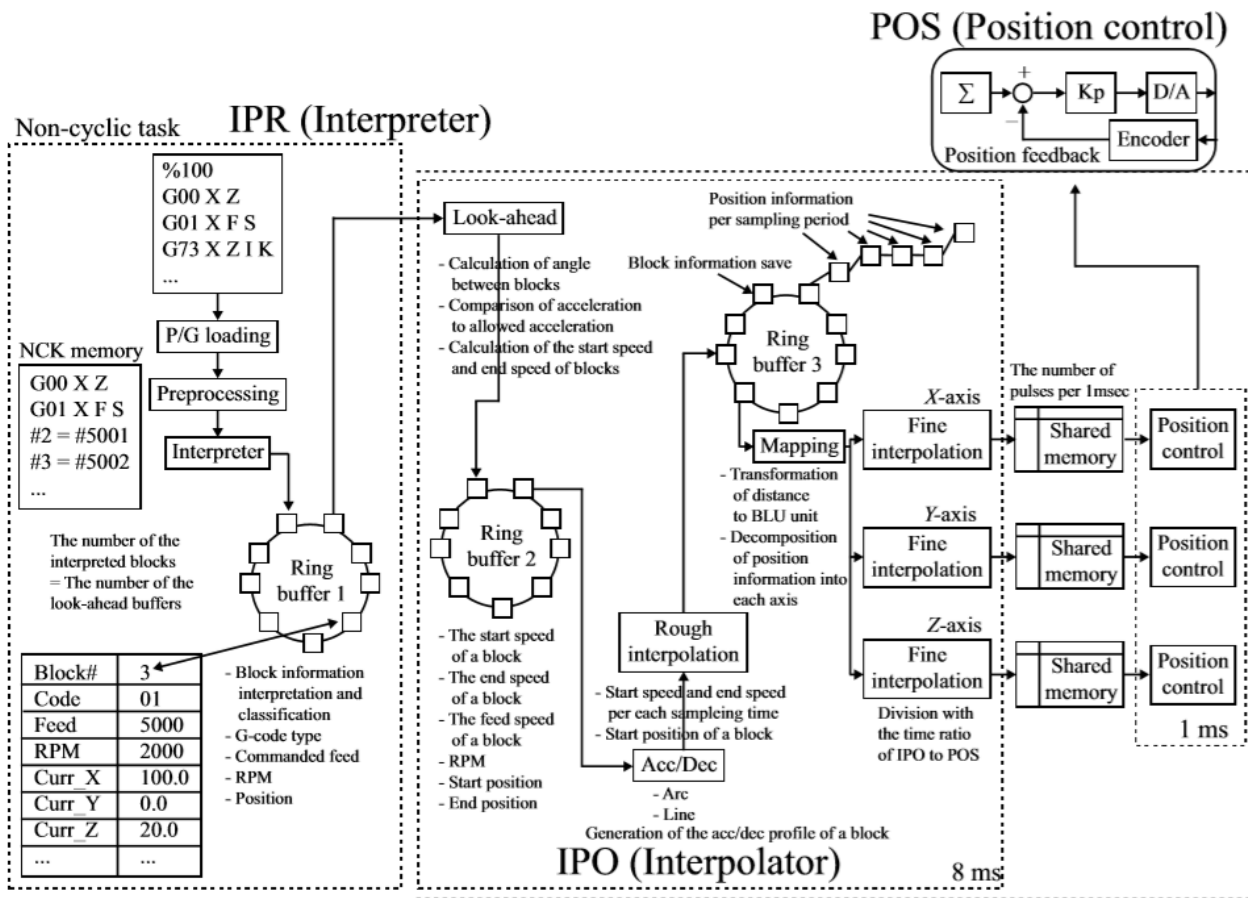 POS (Position control)
Σ
+
−
Kp
D/A
Encoder
Position feedback
Non-cyclic task
IPR (Interpreter)
%100
G00 X Z
G01 X F S
G73 X Z I K
...
P/G loading
Preprocessing
Interpreter
NCK memory
G00 X Z
G01 X F S
#2 = #5001
#3 = #5002
...
The number of the
interpreted blocks
= The number of the
look-ahead buffers
Ring
buffer 1
Block# 3
Code 01
Feed 5000
RPM 2000
Curr_X 100.0
Curr_Y 0.0
Curr_Z 20.0
... ...
- Block information
interpretation and
classification
- G-code type
- Commanded feed
- RPM
- Position
Look-ahead
- Calculation of angle
between blocks
- Comparison of acceleration
to allowed acceleration
- Calculation of the start speed
and end speed of blocks
Ring
buffer 2
- The start speed
of a block
- The end speed
of a block
- The feed speed
of a block
- RPM
- Start position
- End position
Position information
per sampling period
Block information save
Ring
buffer 3
Mapping
- Transformation
of distance
to BLU unit
- Decomposition
of position
information into
each axis
Rough
interpolation
- Start speed and end speed
per each sampleing time
- Start position of a block
Acc/Dec
- Arc
- Line
Generation of the acc/dec profile of a block
IPO (Interpolator)
8 ms
X-axis
Fine
interpolation
Y-axis
Fine
interpolation
Z-axis
Fine
interpolation
Division with
the time ratio
of IPO to POS
The number of
pulses per 1msec
Shared
memory
Shared
memory
Shared
memory
Position
control
Position
control
Position
control
1 ms